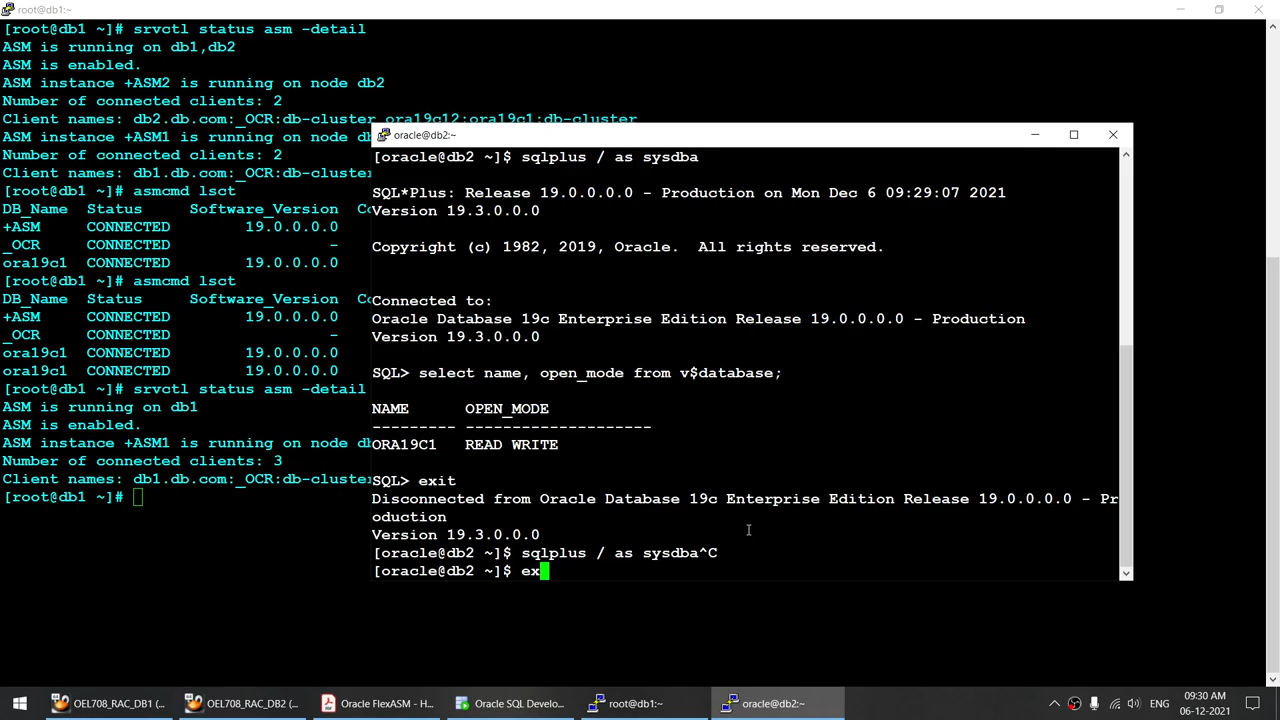 root@db1:~
[root@db1 ~]# srvctl status asm -detail
ASM is running on db1,db2
ASM is enabled.
ASM instance +ASM2 is running on node db2
Number of connected clients: 2
Client names: db2.db.com:_OCR:db-cluster ora19c12:ora19c1:db-cluster
ASM instance +ASM1 is running on node
Number of connected clients: 2
Client names: db1.db.com:_OCR:db-cluster
[root@db1 ~]# asmcmd lsct
DB_Name Status Software_Version
+ASM CONNECTED 19.0.0.0.0
_OCR CONNECTED -
ora19c1 CONNECTED 19.0.0.0.0
[root@db1 ~]# asmcmd lsct
DB_Name Status Software_Version
+ASM CONNECTED 19.0.0.0.0
_OCR CONNECTED -
ora19c1 CONNECTED 19.0.0.0.0
ora19c1 CONNECTED 19.0.0.0.0
[root@db1 ~]# srvctl status asm -detail
ASM is running on db1
ASM is enabled.
ASM instance +ASM1 is running on node
Number of connected clients: 3
Client names: db1.db.com:_OCR:db-cluster
[root@db1 ~]#
oracle@db2:~
[oracle@db2 ~]$ sqlplus / as sysdba
SQL*Plus: Release 19.0.0.0.0 - Production on Mon Dec 6 09:29:07 2021
Version 19.3.0.0.0
Copyright (c) 1982, 2019, Oracle. All rights reserved.
Connected to:
Oracle Database 19c Enterprise Edition Release 19.0.0.0.0 - Production
Version 19.3.0.0.0
SQL> select name, open_mode from v$database;
NAME OPEN_MODE
--------- --------------------
ORA19C1 READ WRITE
SQL> exit
Disconnected from Oracle Database 19c Enterprise Edition Release 19.0.0.0.0 - Pr
oduction
Version 19.3.0.0.0
[oracle@db2 ~]$ sqlplus / as sysdba^C
[oracle@db2 ~]$ ex
OEL708_RAC_DB1 (...
OEL708_RAC_DB2 (...
Oracle FlexASM - H...
Oracle SQL Develo...
root@db1:~
oracle@db2:~
ENG
09:30 AM
06-12-2021